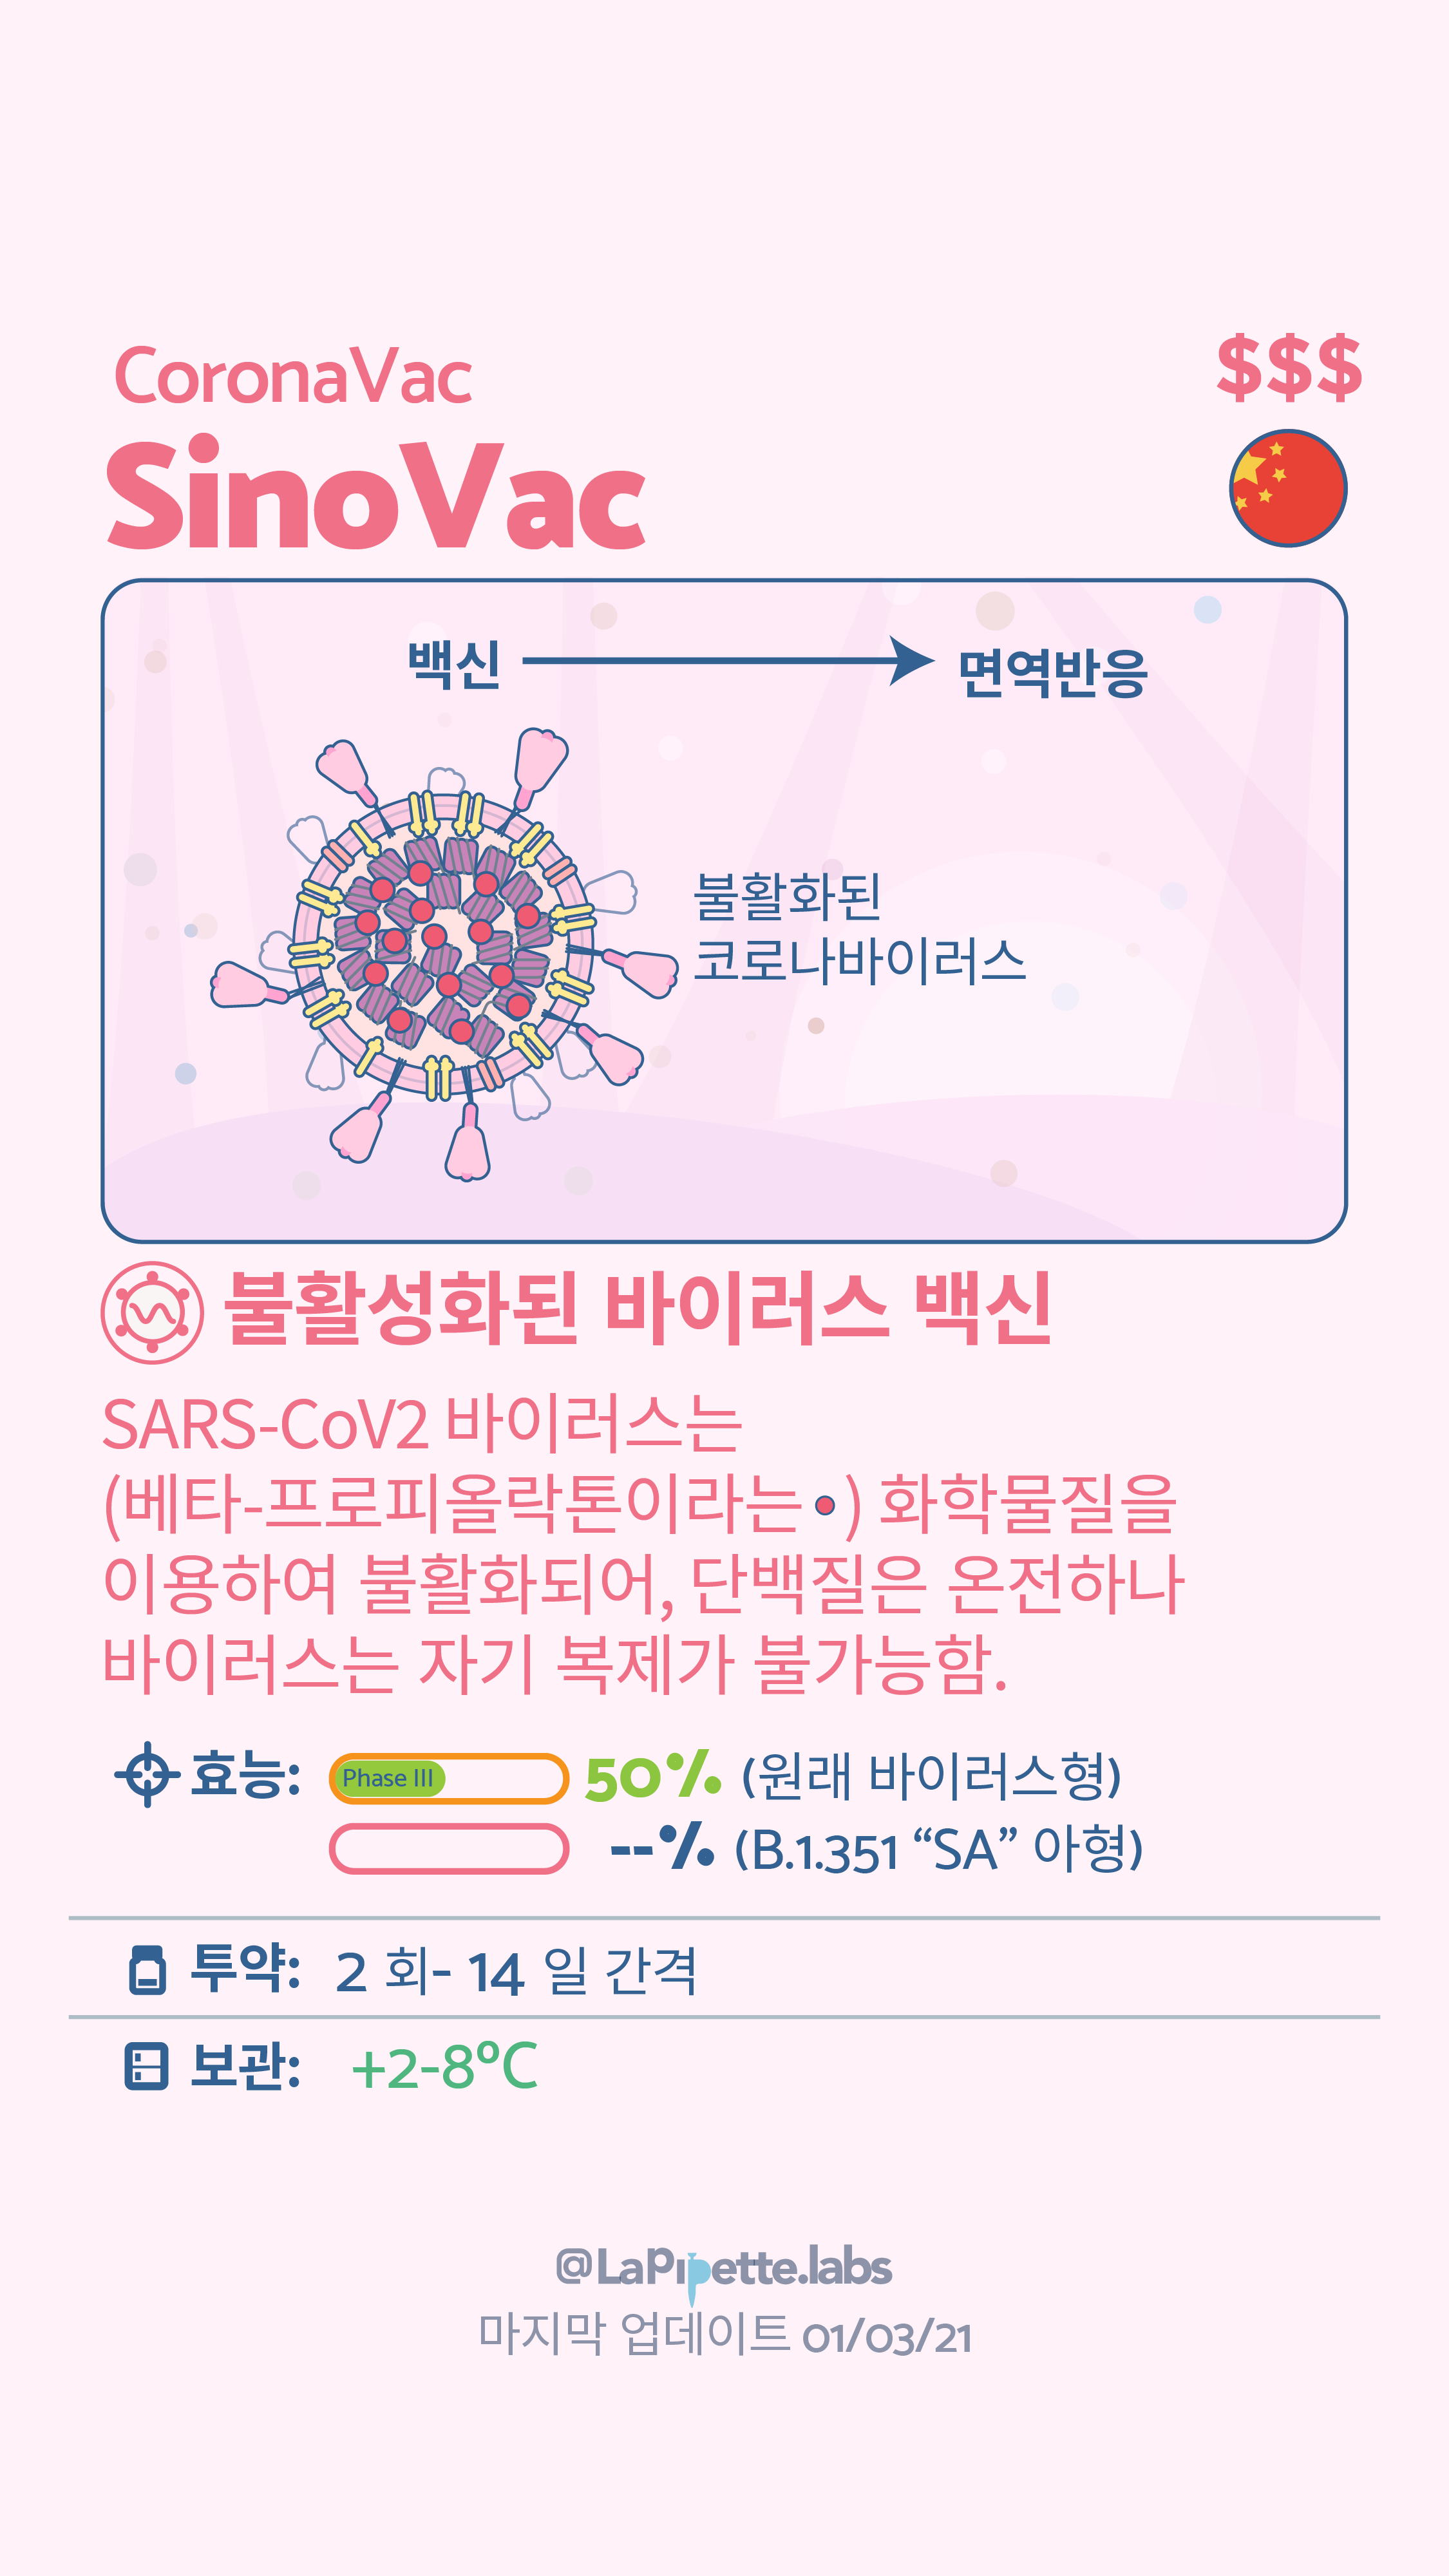 CoronaVac
$$$
SinoVac
백신
면역반응
불활화된
코로나바이러스
불활성화된 바이러스 백신
SARS-CoV2 바이러스는
(베타-프로피올락톤이라는 ) 화학물질을
이용하여 불활화되어, 단백질은 온전하나
바이러스는 자기 복제가 불가능함.
효능: Phase III 50% (원래 바이러스형)
--% (B.1.351 “SA” 아형)
투약: 2 회- 14 일 간격
보관: +2-8°C
@Lapipette.labs
마지막 업데이트 01/03/21